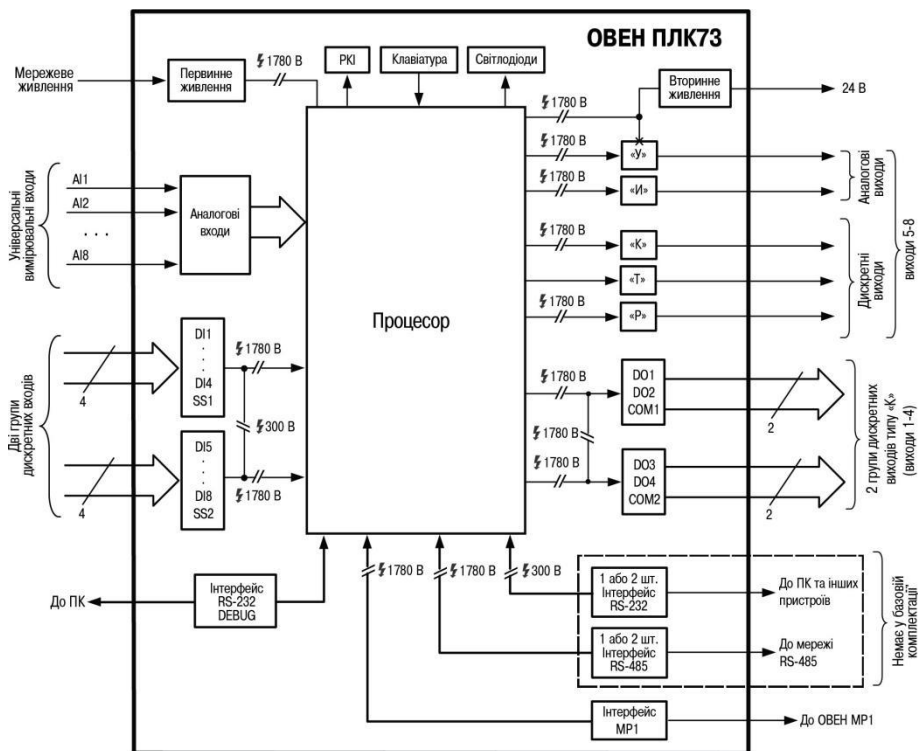 ОВЕН ПЛК73
Мережеве
живлення
Первинне
живлення
1780 В
РКІ
Клавіатура
Світлодіоди
Вторинне
живлення
24 В
1780 В
1780 В
«У»
1780 В
«И»
Аналогові
виходи
виходи 5-8
Універсальні
вимірювальні входи
AI1
AI2
. . .
AI8
Аналогові
входи
Процесор
1780 В
«К»
«Т»
1780 В
«Р»
Дискретні
виходи
Дві групи
дискретних входів
4
DI1
.
.
DI4
SS1
1780 В
300 В
4
DI5
.
.
DI8
SS2
1780 В
1780 В
DO1
DO2
COM1
2
1780 В
DO3
DO4
COM2
2
2 групи дискретних
виходів типу «К»
(виходи 1-4)
1780 В
1780 В
300 В
До ПК
Інтерфейс
RS-232
DEBUG
1 або 2 шт.
Інтерфейс
RS-232
До ПК та інших
пристроїв
1 або 2 шт.
Інтерфейс
RS-485
До мережі
RS-485
Немає у базовій
комплектації
Інтерфейс
МР1
До ОВЕН МР1